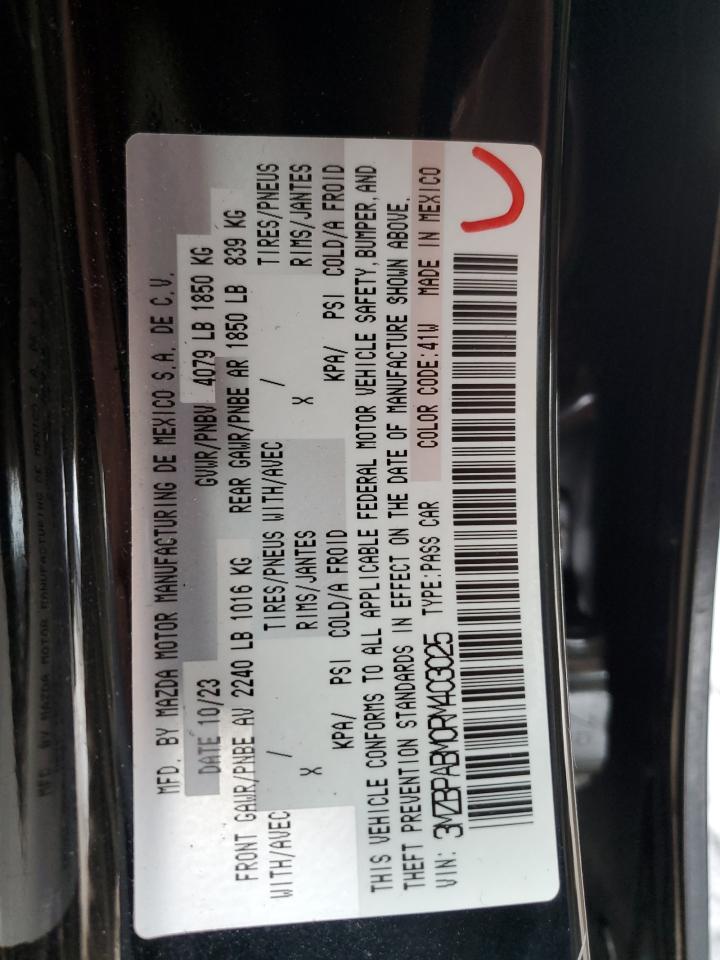 MFD. BY MAZDA MOTOR MANUFACTURING DE MEXICO S.A. DE C.V.
DATE 10/23 GVWR/PNBV 4079 LB 1850 KG
FRONT GAWR/PNBE AV 2240 LB 1016 KG REAR GAWR/PNBE AR 1850 LB 839 KG
WITH/AVEC / TIRES/PNEUS WITH/AVEC / TIRES/PNEUS
X RIMS/JANTES X RIMS/JANTES
KPA/ PSI COLD/A FROID KPA/ PSI COLD/A FROID
THIS VEHICLE CONFORMS TO ALL APPLICABLE FEDERAL MOTOR VEHICLE SAFETY, BUMPER, AND
THEFT PREVENTION STANDARDS IN EFFECT ON THE DATE OF MANUFACTURE SHOWN ABOVE.
VIN: 3MZBPABM0RM403025 TYPE:PASS CAR COLOR CODE:41W MADE IN MEXICO